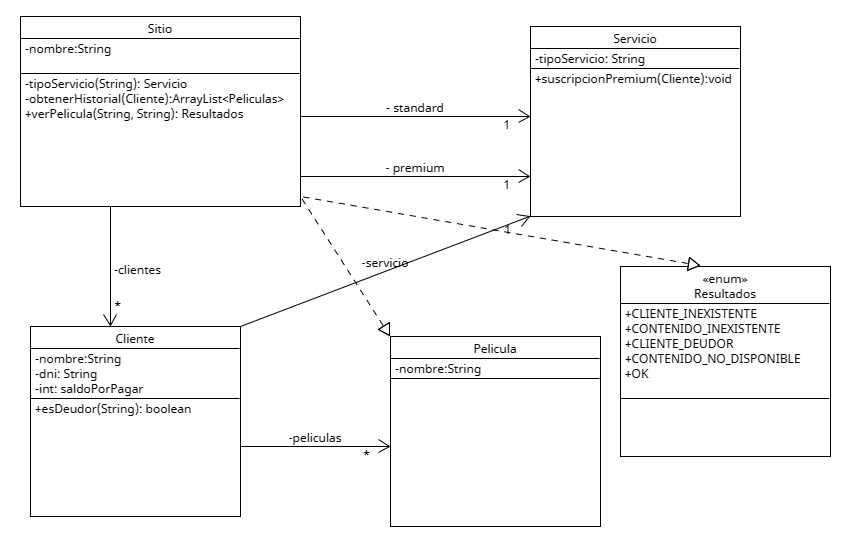 Sitio
-nombre:String
-tipoServicio(String): Servicio
-obtenerHistorial(Cliente):ArrayList<Peliculas>
+verPelicula(String, String): Resultados
Servicio
-tipoServicio: String
+suscripcionPremium(Cliente):void
- standard
1
- premium
1
-clientes
*
-servicio
1
Cliente
-nombre:String
-dni: String
-int: saldoPorPagar
+esDeudor(String): boolean
-peliculas
*
Pelicula
-nombre:String
«enum»
Resultados
+CLIENTE_INEXISTENTE
+CONTENIDO_INEXISTENTE
+CLIENTE_DEUDOR
+CONTENIDO_NO_DISPONIBLE
+OK